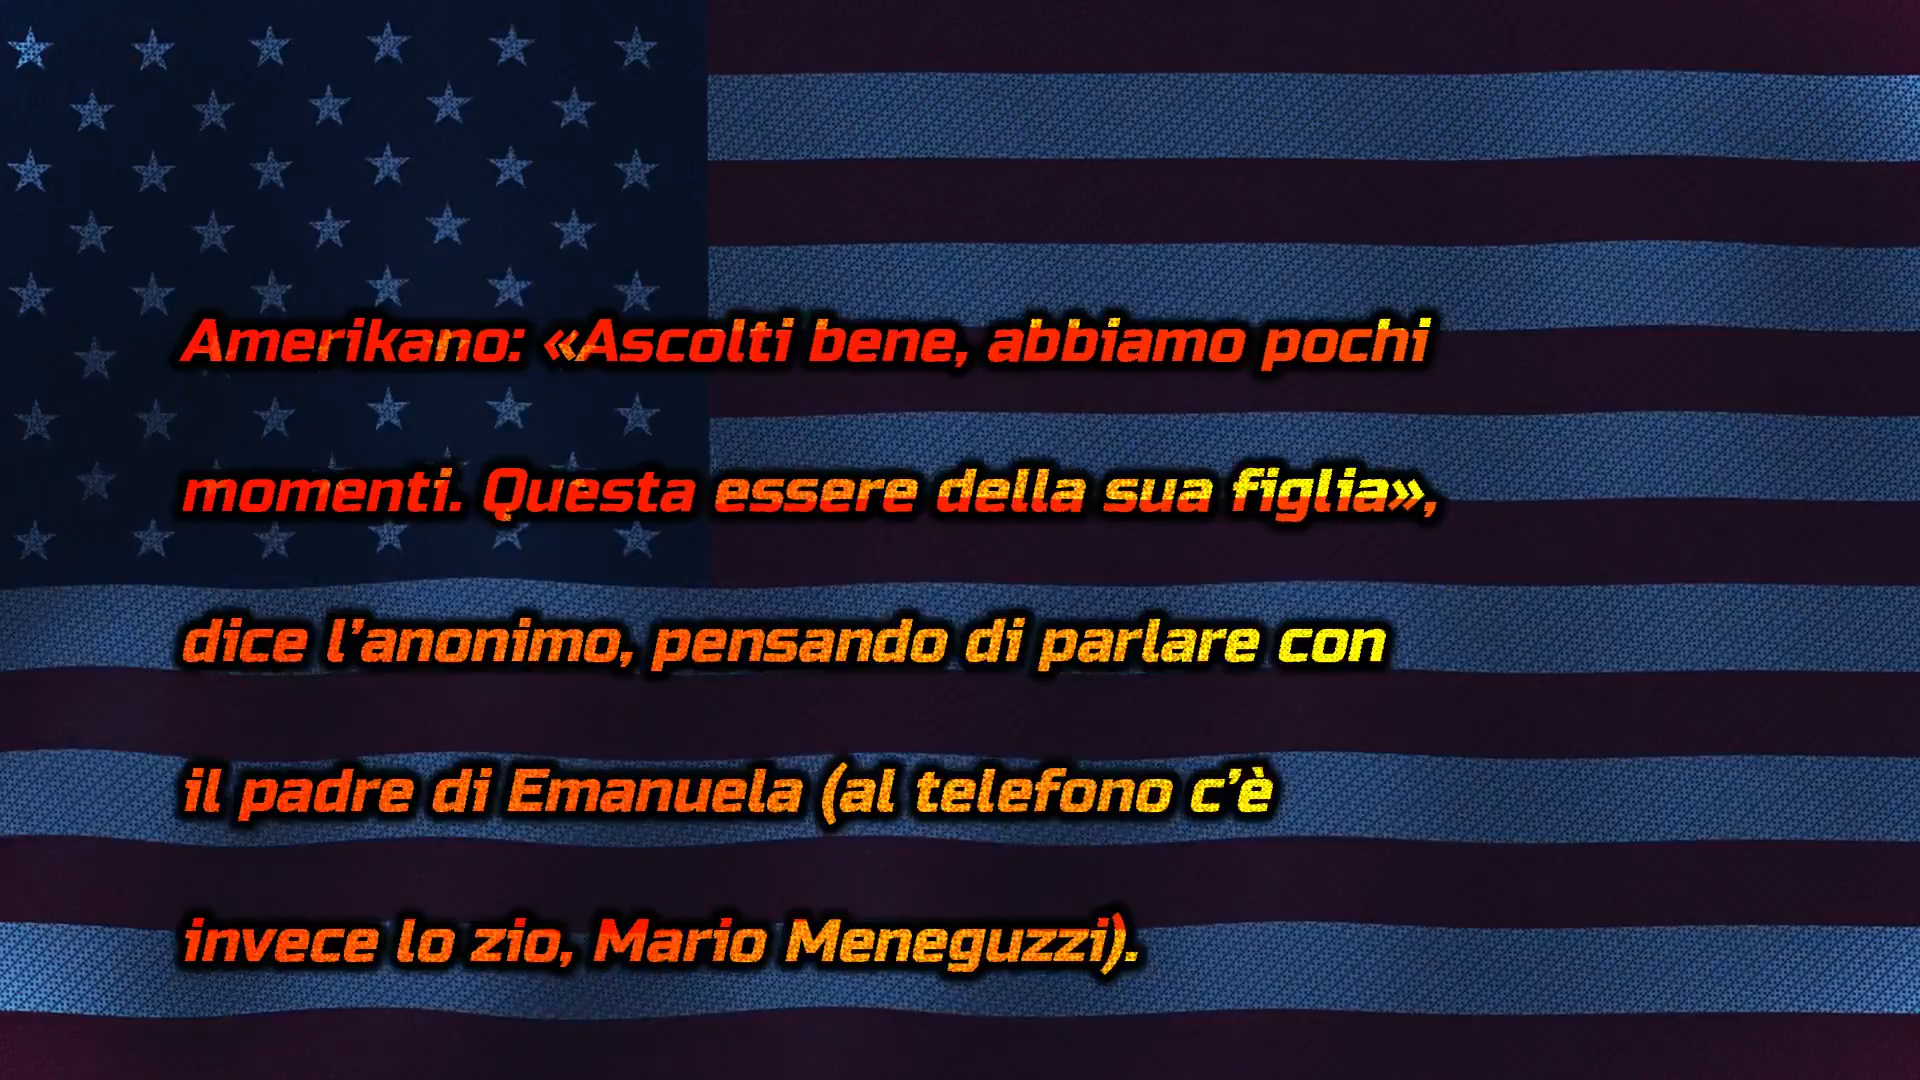 Amerikano: «Ascolti bene, abbiamo pochi
momenti. Questa essere della sua figlia»,
dice l’anonimo, pensando di parlare con
il padre di Emanuela (al telefono c’è
invece lo zio, Mario Meneguzzi).